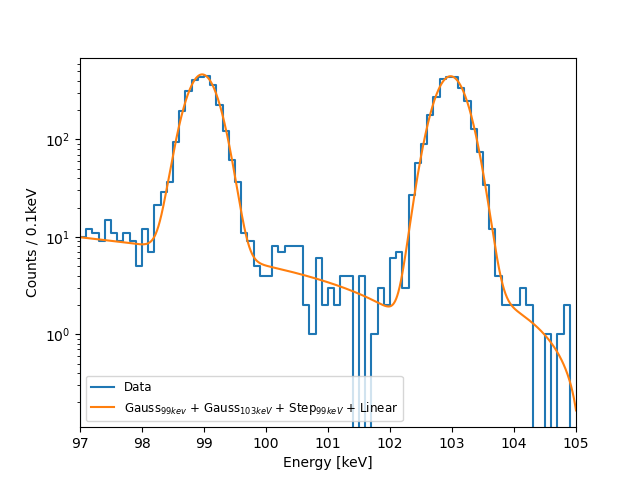 Counts / 0.1keV
10²
10¹
10⁰
Data
Gauss₉₉ₖₑᵥ + Gauss₁₀₃ₖₑV + Step₉₉ₖₑV + Linear
97 98 99 100 101 102 103 104 105
Energy [keV]